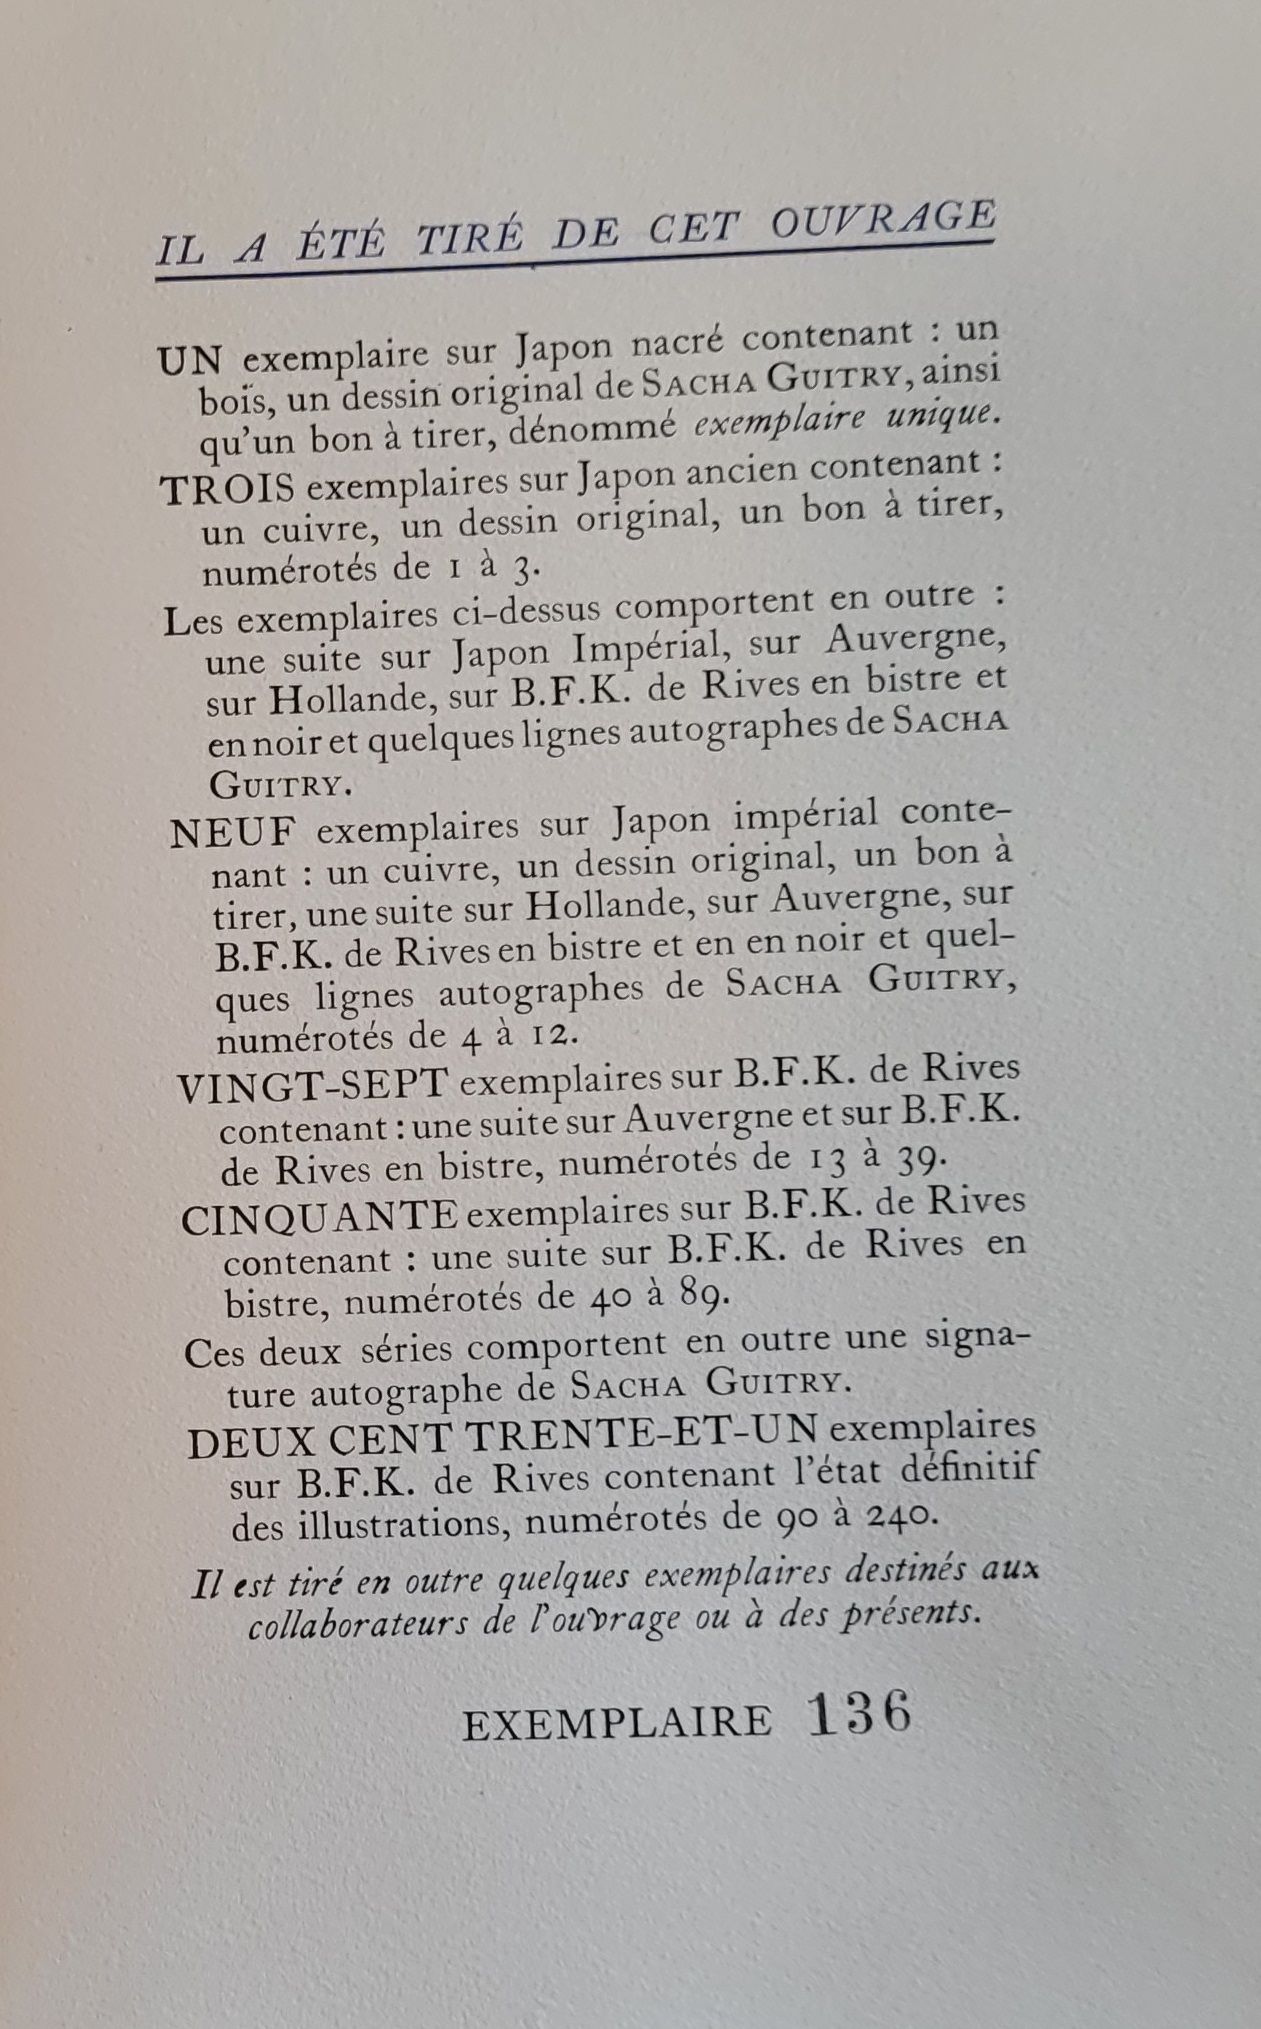 IL A ÉTÉ TIRÉ DE CET OUVRAGE
UN exemplaire sur Japon nacré contenant : un
bois, un dessin original de SACHA GUITRY, ainsi
qu'un bon à tirer, dénommé exemplaire unique.
TROIS exemplaires sur Japon ancien contenant :
un cuivre, un dessin original, un bon à tirer,
numérotés de 1 à 3.
Les exemplaires ci-dessus comportent en outre :
une suite sur Japon Impérial, sur Auvergne,
sur Hollande, sur B.F.K. de Rives en bistre et
en noir et quelques lignes autographes de SACHA
GUITRY.
NEUF exemplaires sur Japon impérial conte-
nant : un cuivre, un dessin original, un bon à
tirer, une suite sur Hollande, sur Auvergne, sur
B.F.K. de Rives en bistre et en en noir et quel-
ques lignes autographes de SACHA GUITRY,
numérotés de 4 à 12.
VINGT-SEPT exemplaires sur B.F.K. de Rives
contenant : une suite sur Auvergne et sur B.F.K.
de Rives en bistre, numérotés de 13 à 39.
CINQUANTE exemplaires sur B.F.K. de Rives
contenant : une suite sur B.F.K. de Rives en
bistre, numérotés de 40 à 89.
Ces deux séries comportent en outre une signa-
ture autographe de SACHA GUITRY.
DEUX CENT TRENTE-ET-UN exemplaires
sur B.F.K. de Rives contenant l'état définitif
des illustrations, numérotés de 90 à 240.
Il est tiré en outre quelques exemplaires destinés aux
collaborateurs de l'ouvrage ou à des présents.
EXEMPLAIRE 136